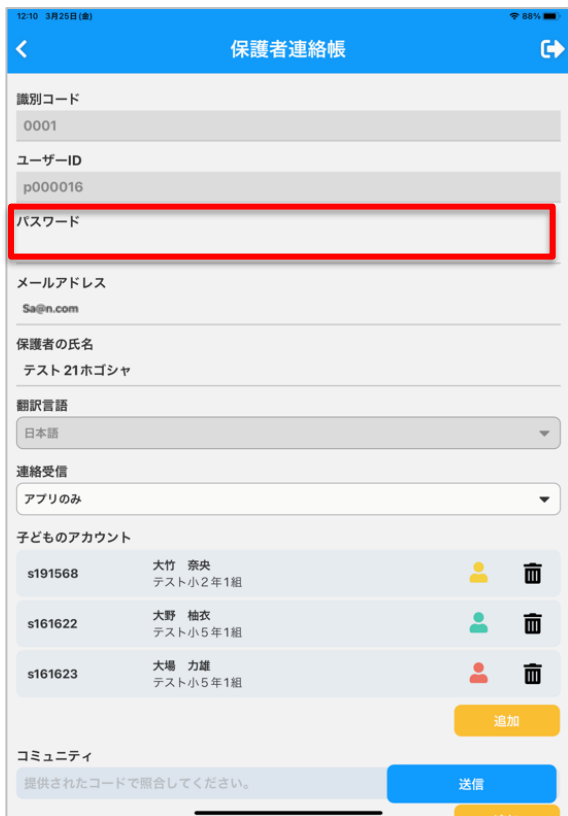 12:10 3月25日(金)
88%
保護者連絡帳
識別コード
0001
ユーザーID
p000016
パスワード
メールアドレス
Sa@n.com
保護者の氏名
テスト 21ホゴシャ
翻訳言語
日本語
連絡受信
アプリのみ
子どものアカウント
s191568
大竹 奈央
テスト小2年1組
s161622
大野 柚衣
テスト小5年1組
s161623
大場 力雄
テスト小5年1組
追加
コミュニティ
提供されたコードで照合してください。
送信